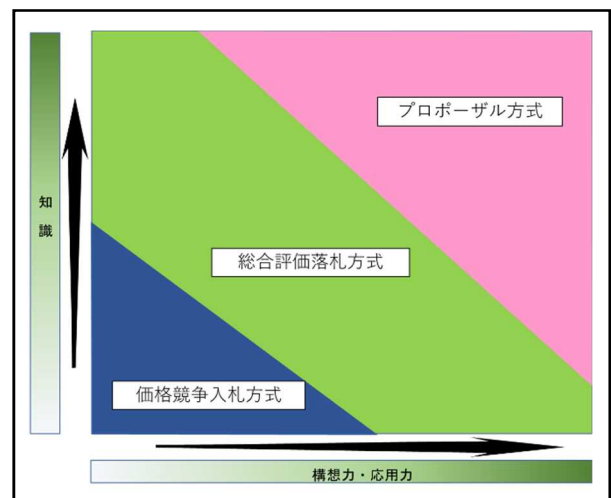 プロポーザル方式
知識
総合評価落札方式
価格競争入札方式
構想力・応用力